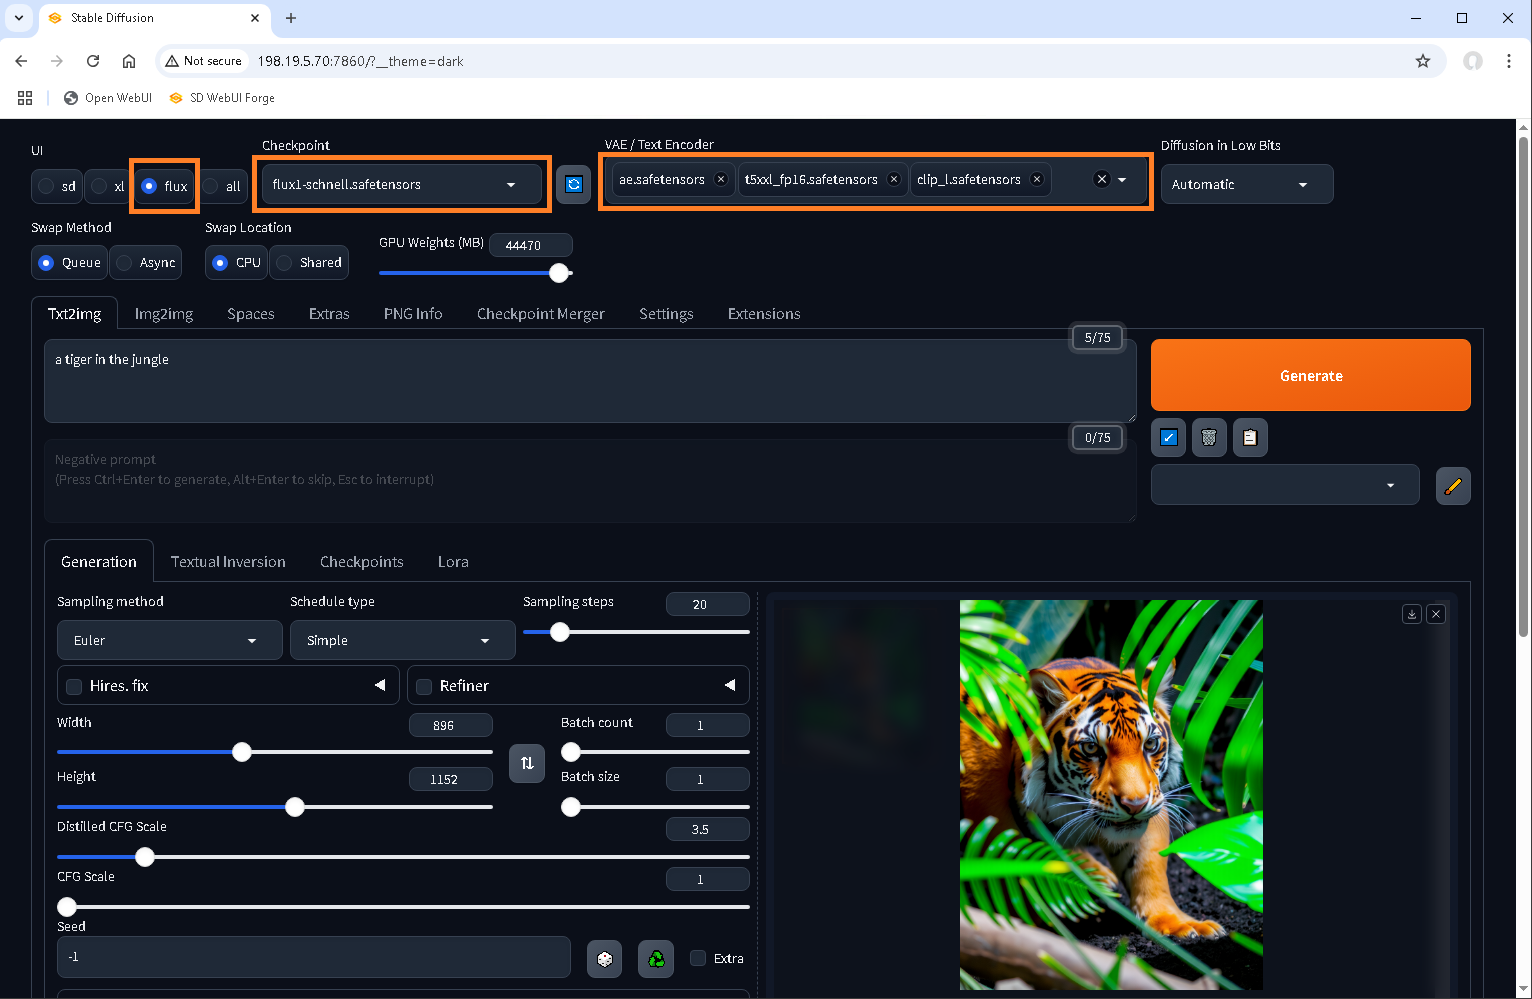 Stable Diffusion
Not secure
198.19.5.70:7860/?__theme=dark
Open WebUI
SD WebUI Forge
UI
sd
xl
flux
all
Checkpoint
flux1-schnell.safetensors
VAE / Text Encoder
ae.safetensors
t5xxl_fp16.safetensors
clip_l.safetensors
Diffusion in Low Bits
Automatic
Swap Method
Queue
Async
Swap Location
CPU
Shared
GPU Weights (MB)
44470
Txt2img
Img2img
Spaces
Extras
PNG Info
Checkpoint Merger
Settings
Extensions
5/75
a tiger in the jungle
Generate
0/75
Negative prompt
(Press Ctrl+Enter to generate, Alt+Enter to skip, Esc to interrupt)
Generation
Textual Inversion
Checkpoints
Lora
Sampling method
Euler
Schedule type
Simple
Sampling steps
20
Hires. fix
Refiner
Width
896
Batch count
1
Height
1152
Batch size
1
Distilled CFG Scale
3.5
CFG Scale
1
Seed
-1
Extra